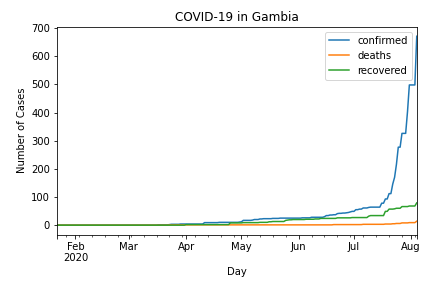 COVID-19 in Gambia
confirmed
deaths
recovered
Number of Cases
700
600
500
400
300
200
100
0
Feb
2020
Mar
Apr
May
Jun
Jul
Aug
Day